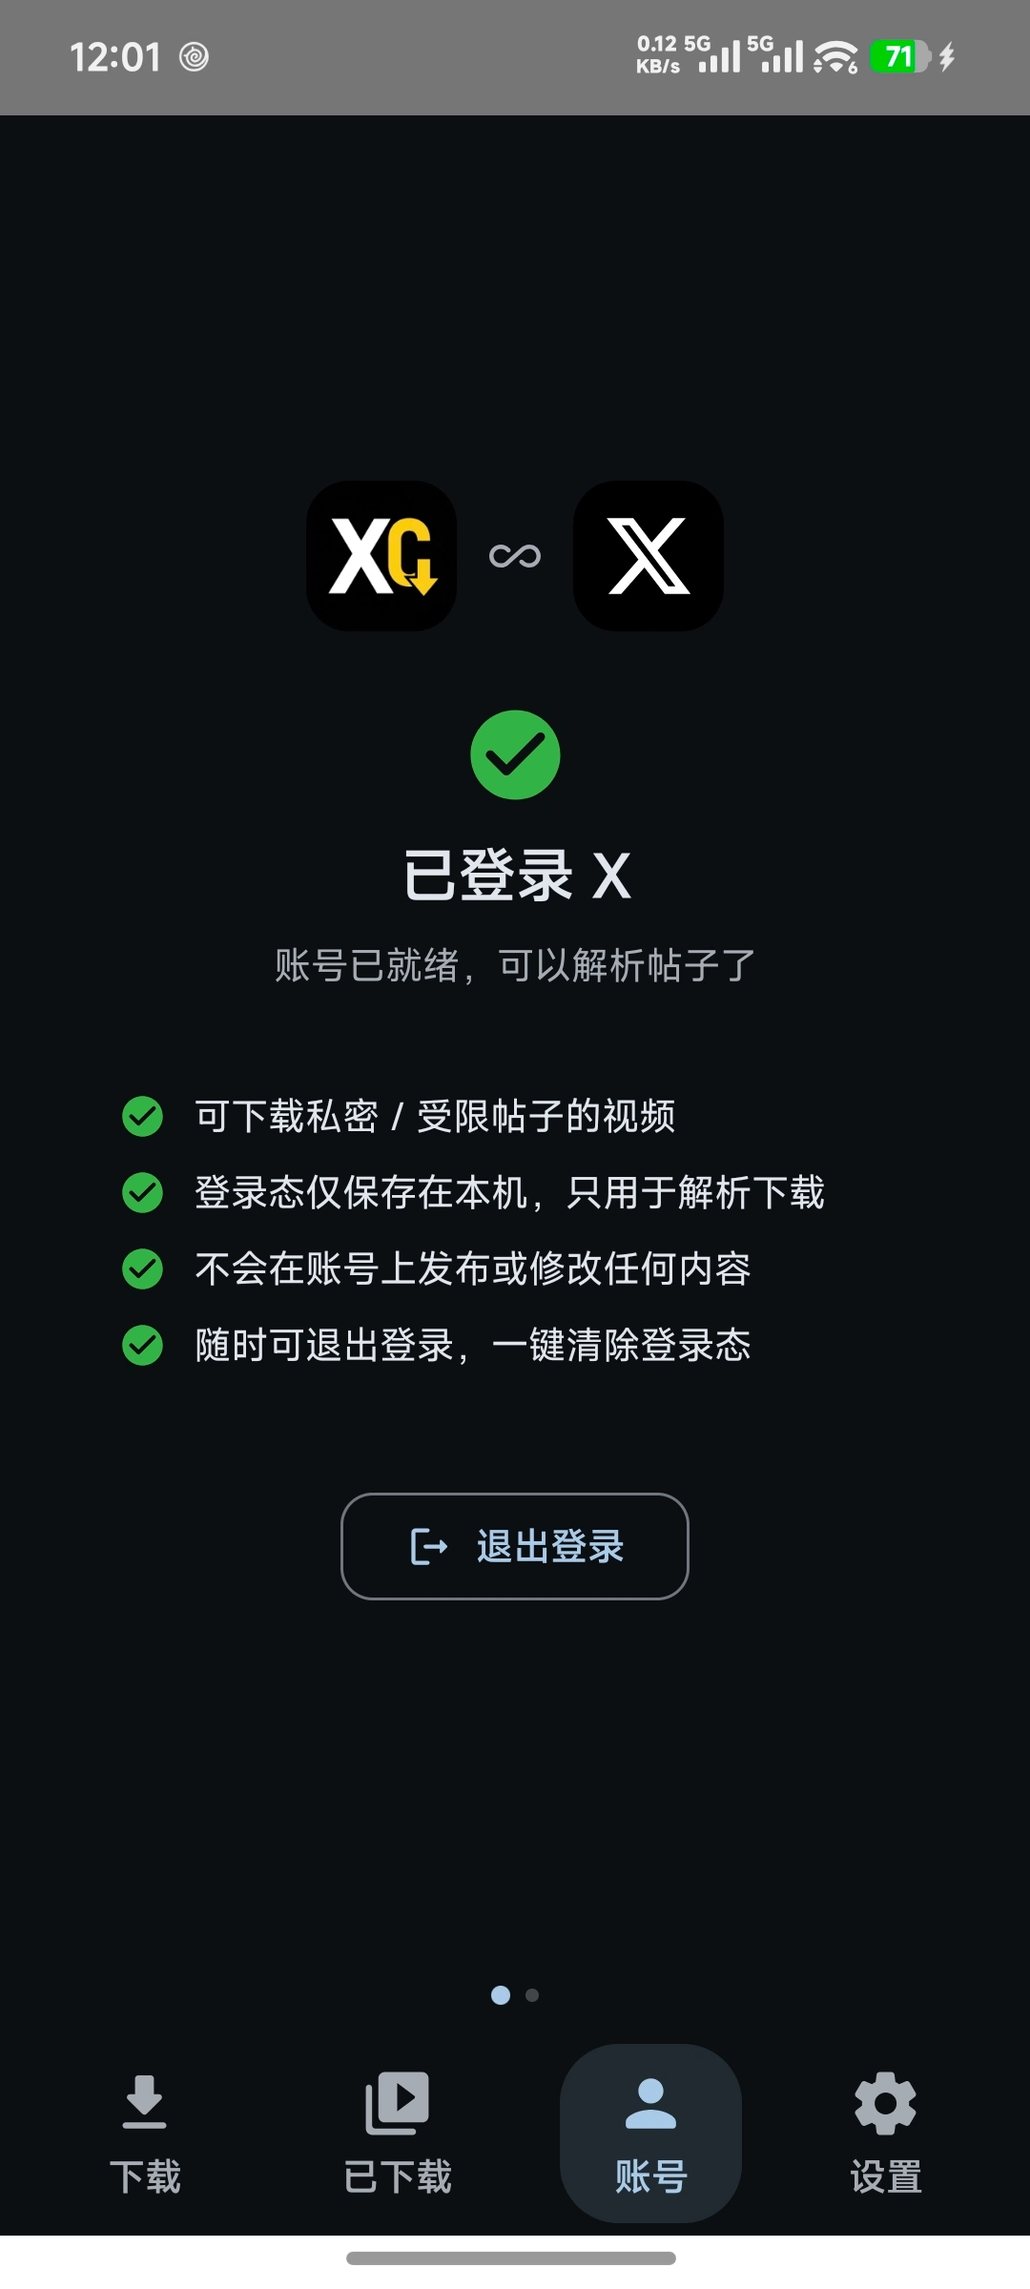 12:01 0.12 KB/s 5G 5G 6 71
XC X
已登录 X
账号已就绪，可以解析帖子了
可下载私密 / 受限帖子的视频
登录态仅保存在本机，只用于解析下载
不会在账号上发布或修改任何内容
随时可退出登录，一键清除登录态
退出登录
下载 已下载 账号 设置